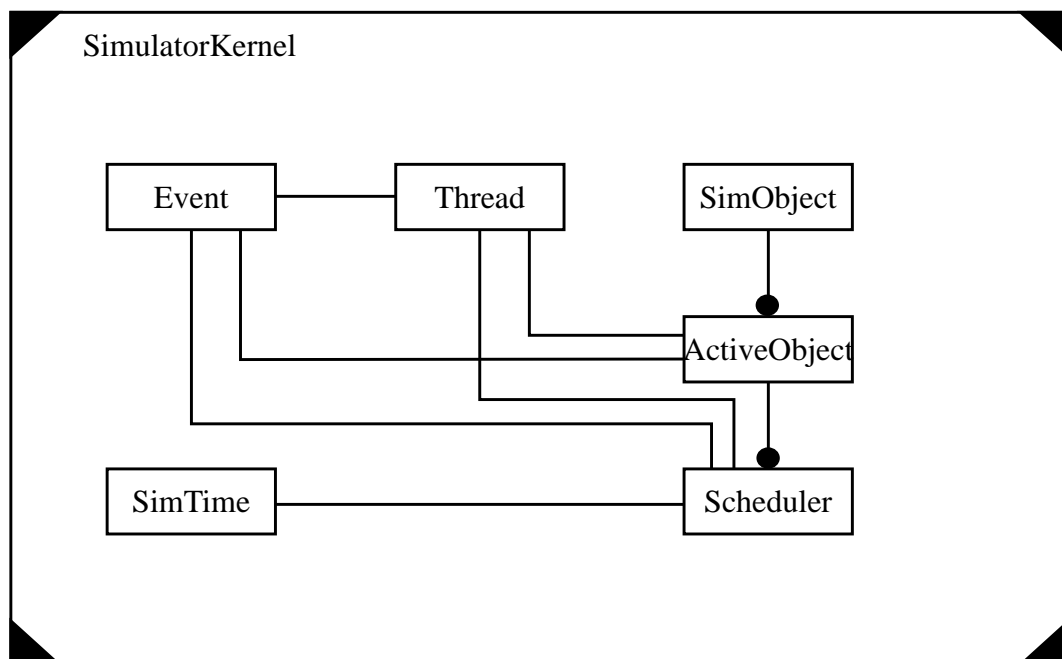 SimulatorKernel
Event
Thread
SimObject
ActiveObject
SimTime
Scheduler